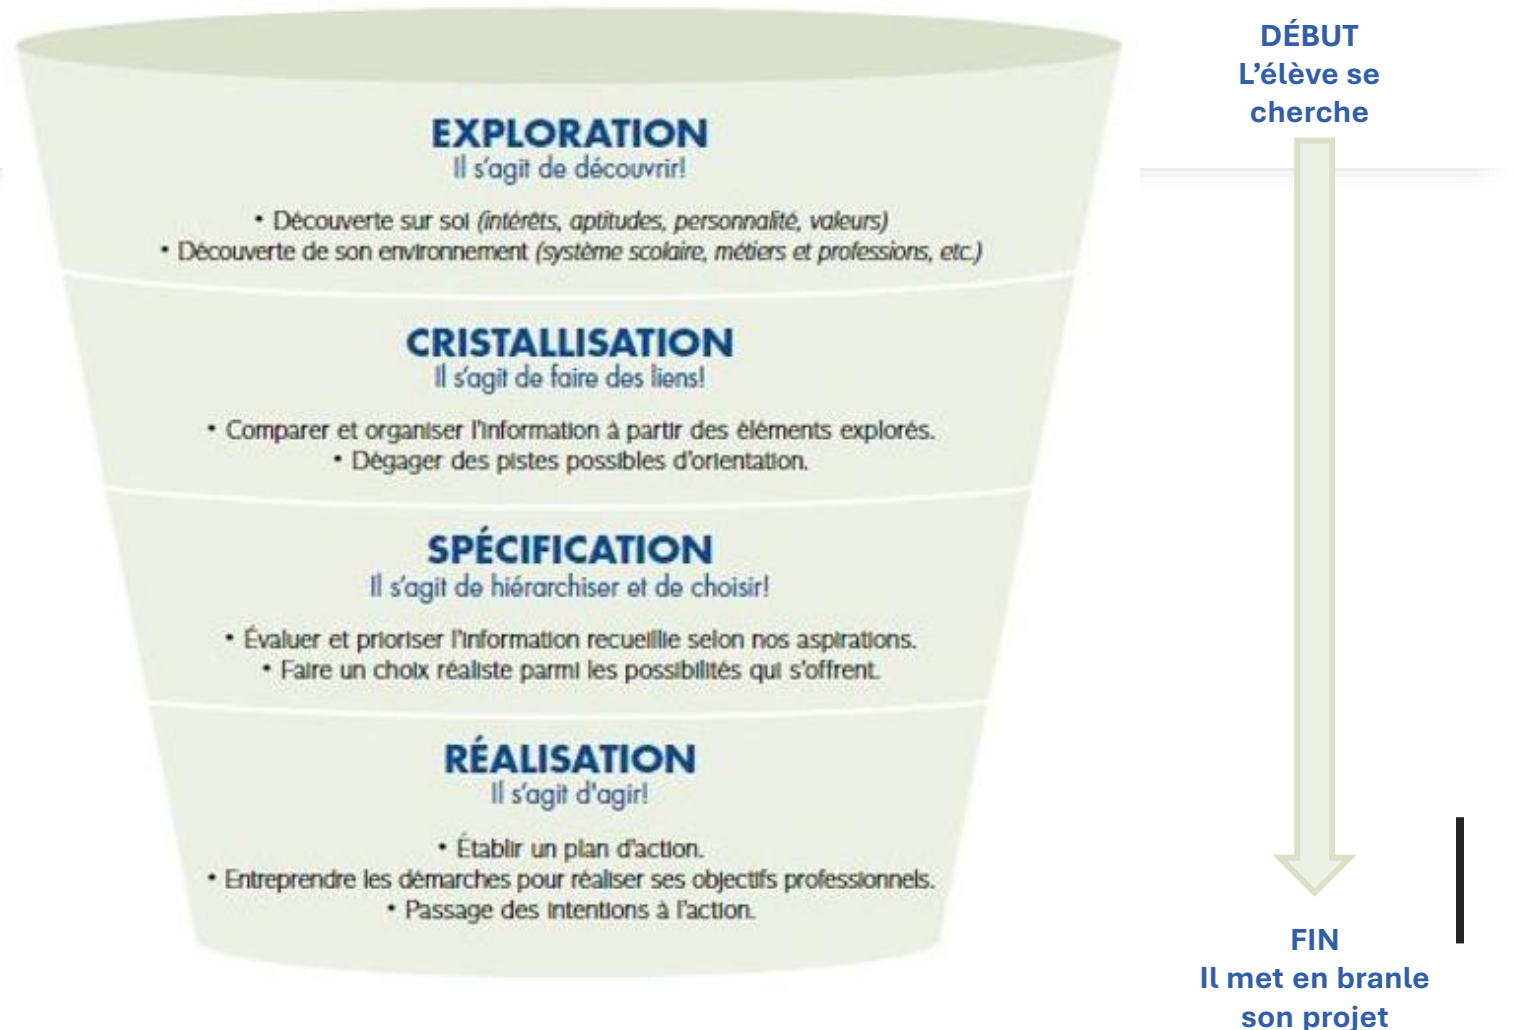 EXPLORATION
Il s'agit de découvrir!
• Découverte sur soi (intérêts, aptitudes, personnalité, valeurs)
• Découverte de son environnement (système scolaire, métiers et professions, etc.)
CRISTALLISATION
Il s'agit de faire des liens!
• Comparer et organiser l'information à partir des éléments explorés.
• Dégager des pistes possibles d'orientation.
SPÉCIFICATION
Il s'agit de hiérarchiser et de choisir!
• Évaluer et prioriser l'information recueillie selon nos aspirations.
• Faire un choix réaliste parmi les possibilités qui s'offrent.
RÉALISATION
Il s'agit d'agir!
• Établir un plan d'action.
• Entreprendre les démarches pour réaliser ses objectifs professionnels.
• Passage des intentions à l'action.
DÉBUT
L'élève se
cherche
FIN
Il met en branle
son projet